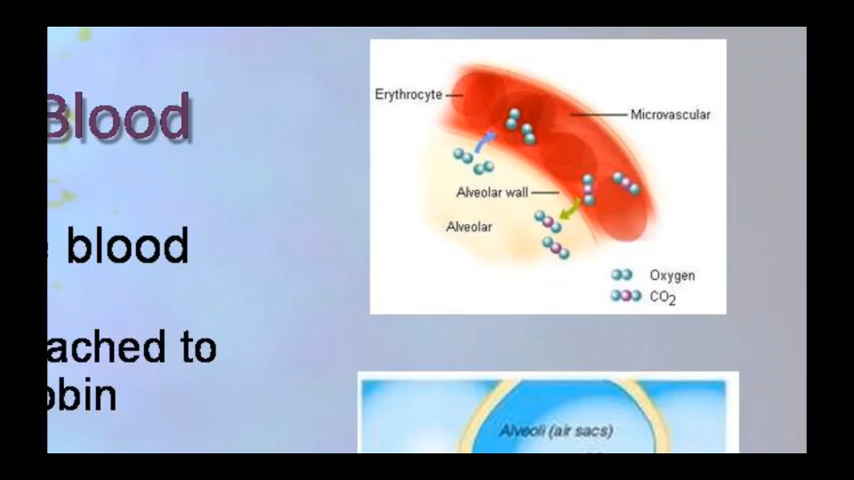 Blood
blood
ached to
obin
Erythrocyte
Microvascular
Alveolar wall
Alveolar
Oxygen
CO2
Alveoli (air sacs)